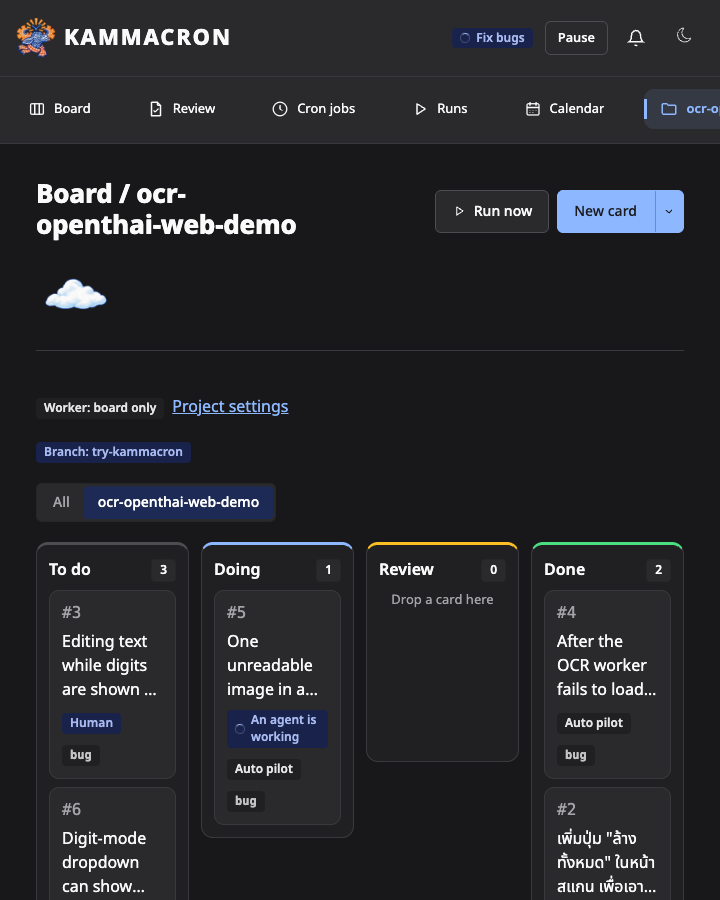 KAMMACRON
Fix bugs
Pause
Board
Review
Cron jobs
Runs
Calendar
Board / ocr-
openthai-web-demo
Run now
New card
Worker: board only
Project settings
Branch: try-kammacron
All
ocr-openthai-web-demo
To do
3
#3
Editing text
while digits
are shown ...
Human
bug
#6
Digit-mode
dropdown
can show...
Doing
1
#5
One
unreadable
image in a...
An agent is
working
Auto pilot
bug
Review
0
Drop a card here
Done
2
#4
After the
OCR worker
fails to load...
Auto pilot
bug
#2
เพิ่มปุ่ม "ล้าง
ทั้งหมด" ในหน้า
สแกน เพื่อเอา...